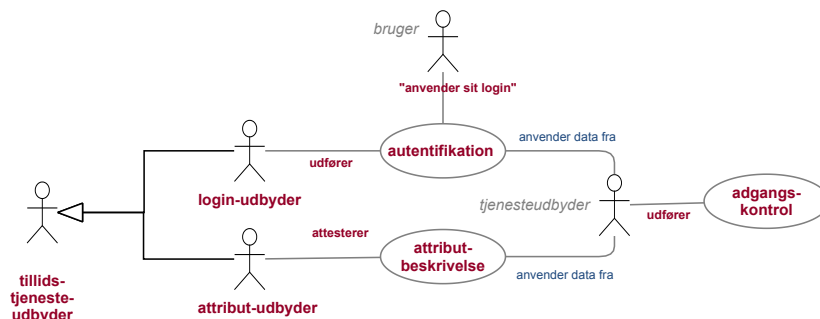 bruger
"anvender sit login"
autentifikation
anvender data fra
udfører
login-udbyder
tjenesteudbyder
udfører
adgangs-
kontrol
attesterer
attribut-
beskrivelse
anvender data fra
attribut-udbyder
tillids-
tjeneste-
udbyder